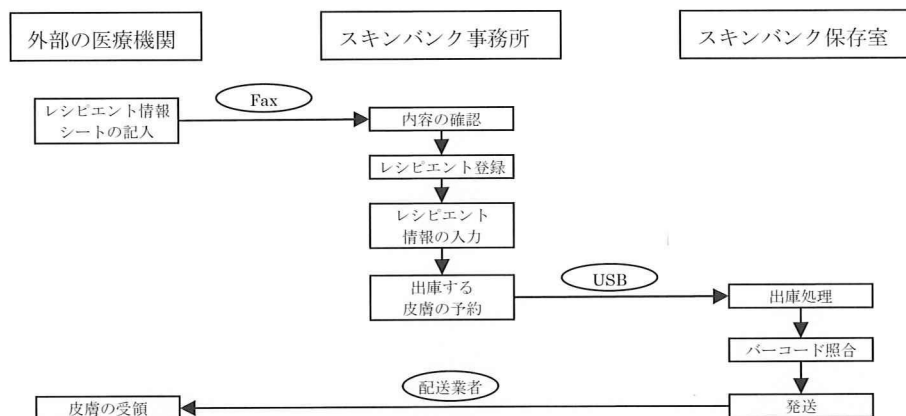 外部の医療機関
スキンバンク事務所
スキンバンク保存室
レシピエント情報
シートの記入
Fax
内容の確認
レシピエント登録
レシピエント
情報の入力
出庫する
皮膚の予約
USB
出庫処理
バーコード照合
発送
配送業者
皮膚の受領